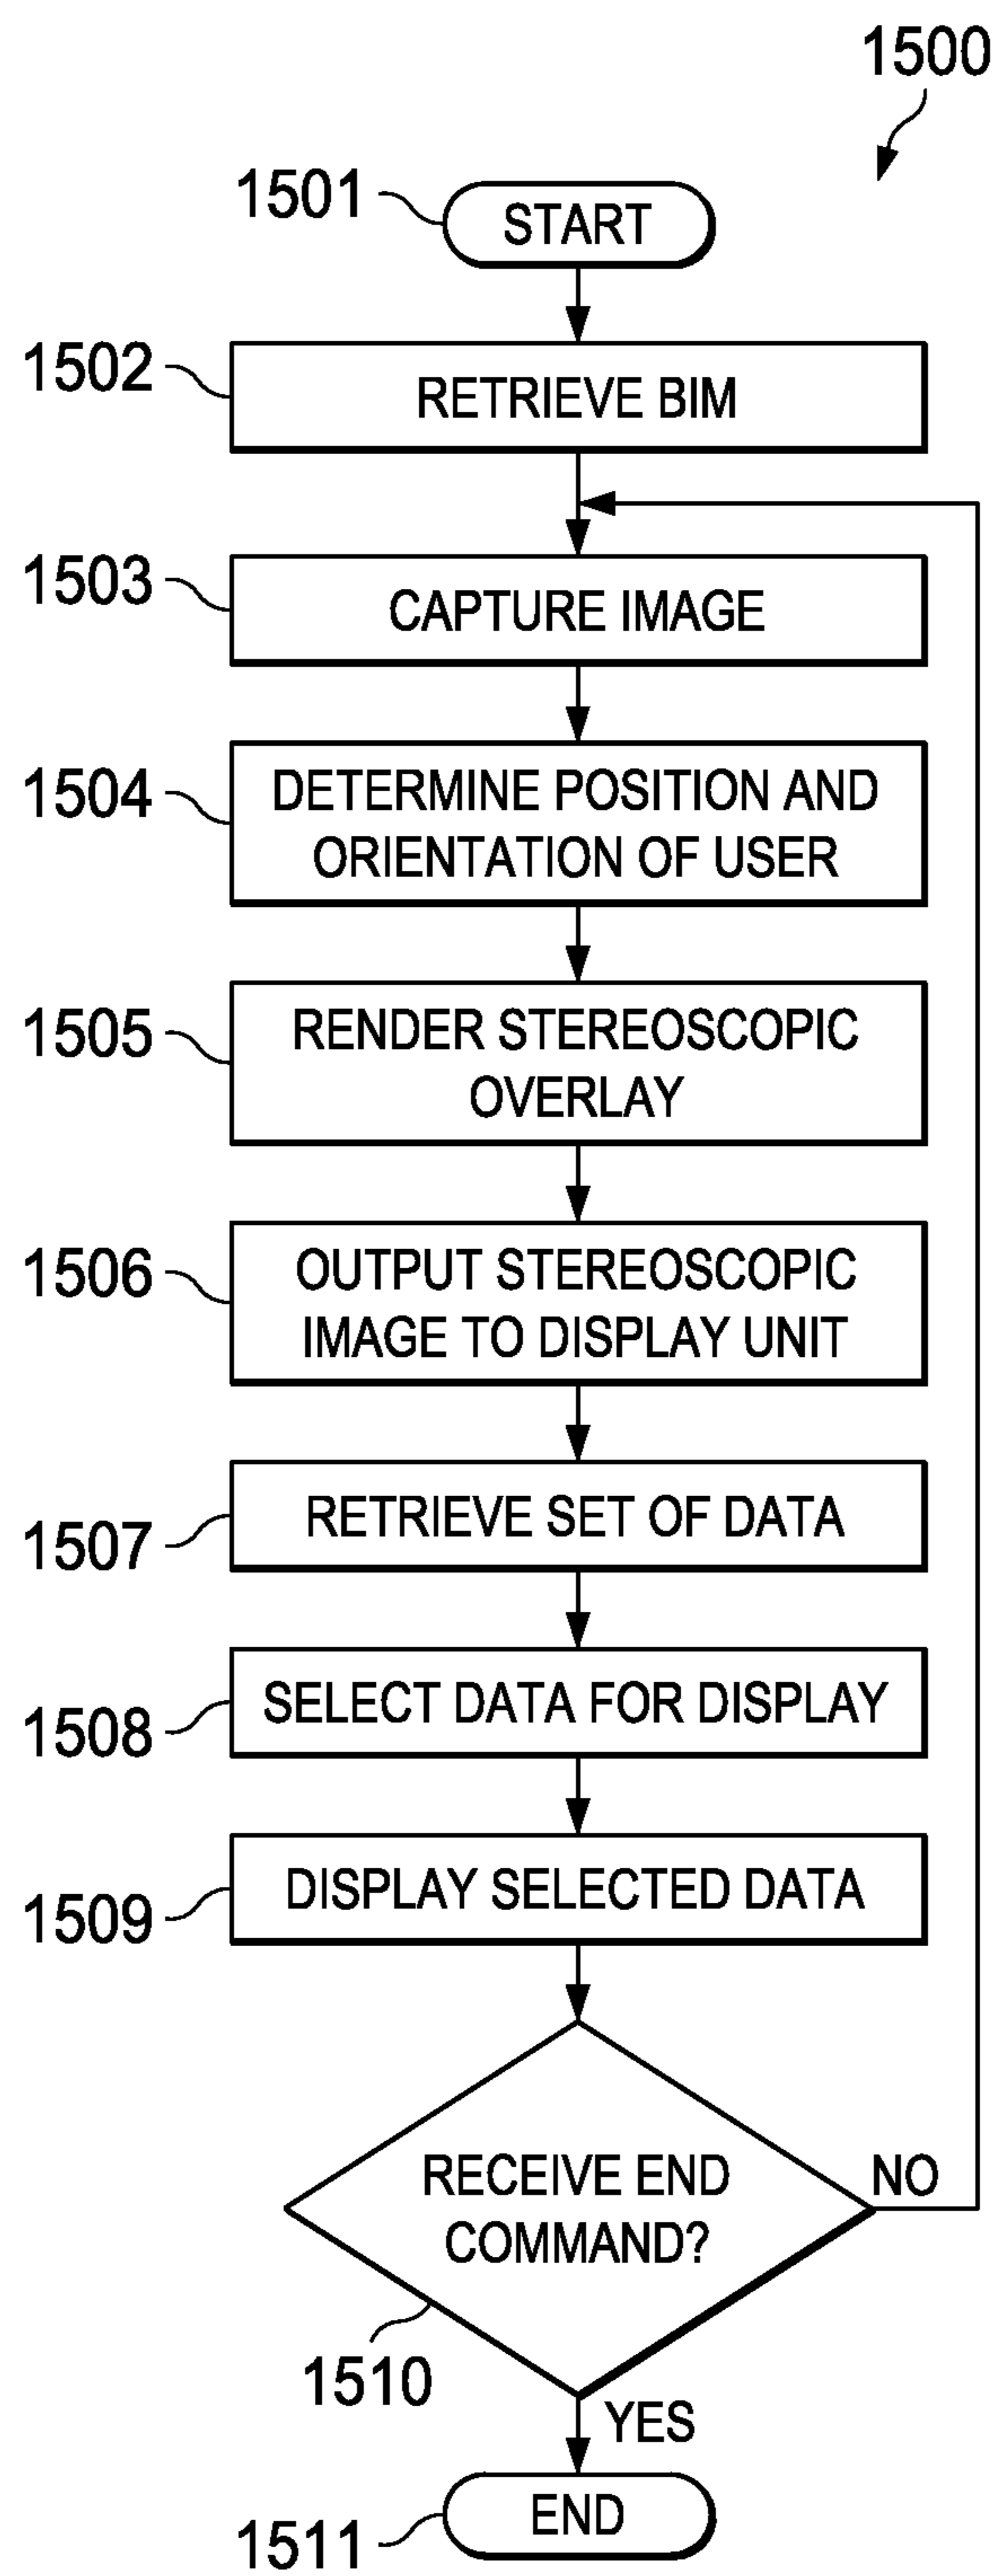 1500
1501
START
1502
RETRIEVE BIM
1503
CAPTURE IMAGE
1504
DETERMINE POSITION AND
ORIENTATION OF USER
1505
RENDER STEREOSCOPIC
OVERLAY
1506
OUTPUT STEREOSCOPIC
IMAGE TO DISPLAY UNIT
1507
RETRIEVE SET OF DATA
1508
SELECT DATA FOR DISPLAY
1509
DISPLAY SELECTED DATA
RECEIVE END
COMMAND?
NO
1510
YES
1511
END